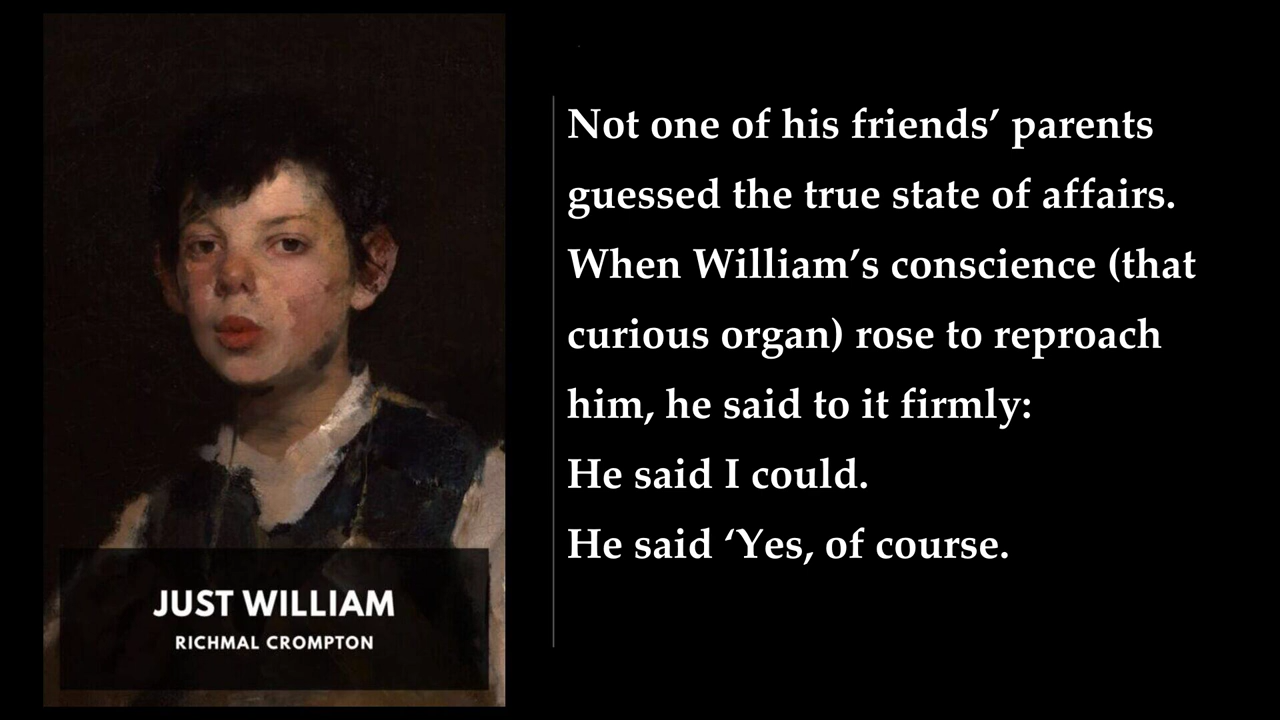 JUST WILLIAM
RICHMAL CROMPTON
Not one of his friends’ parents
guessed the true state of affairs.
When William’s conscience (that
curious organ) rose to reproach
him, he said to it firmly:
He said I could.
He said ‘Yes, of course.